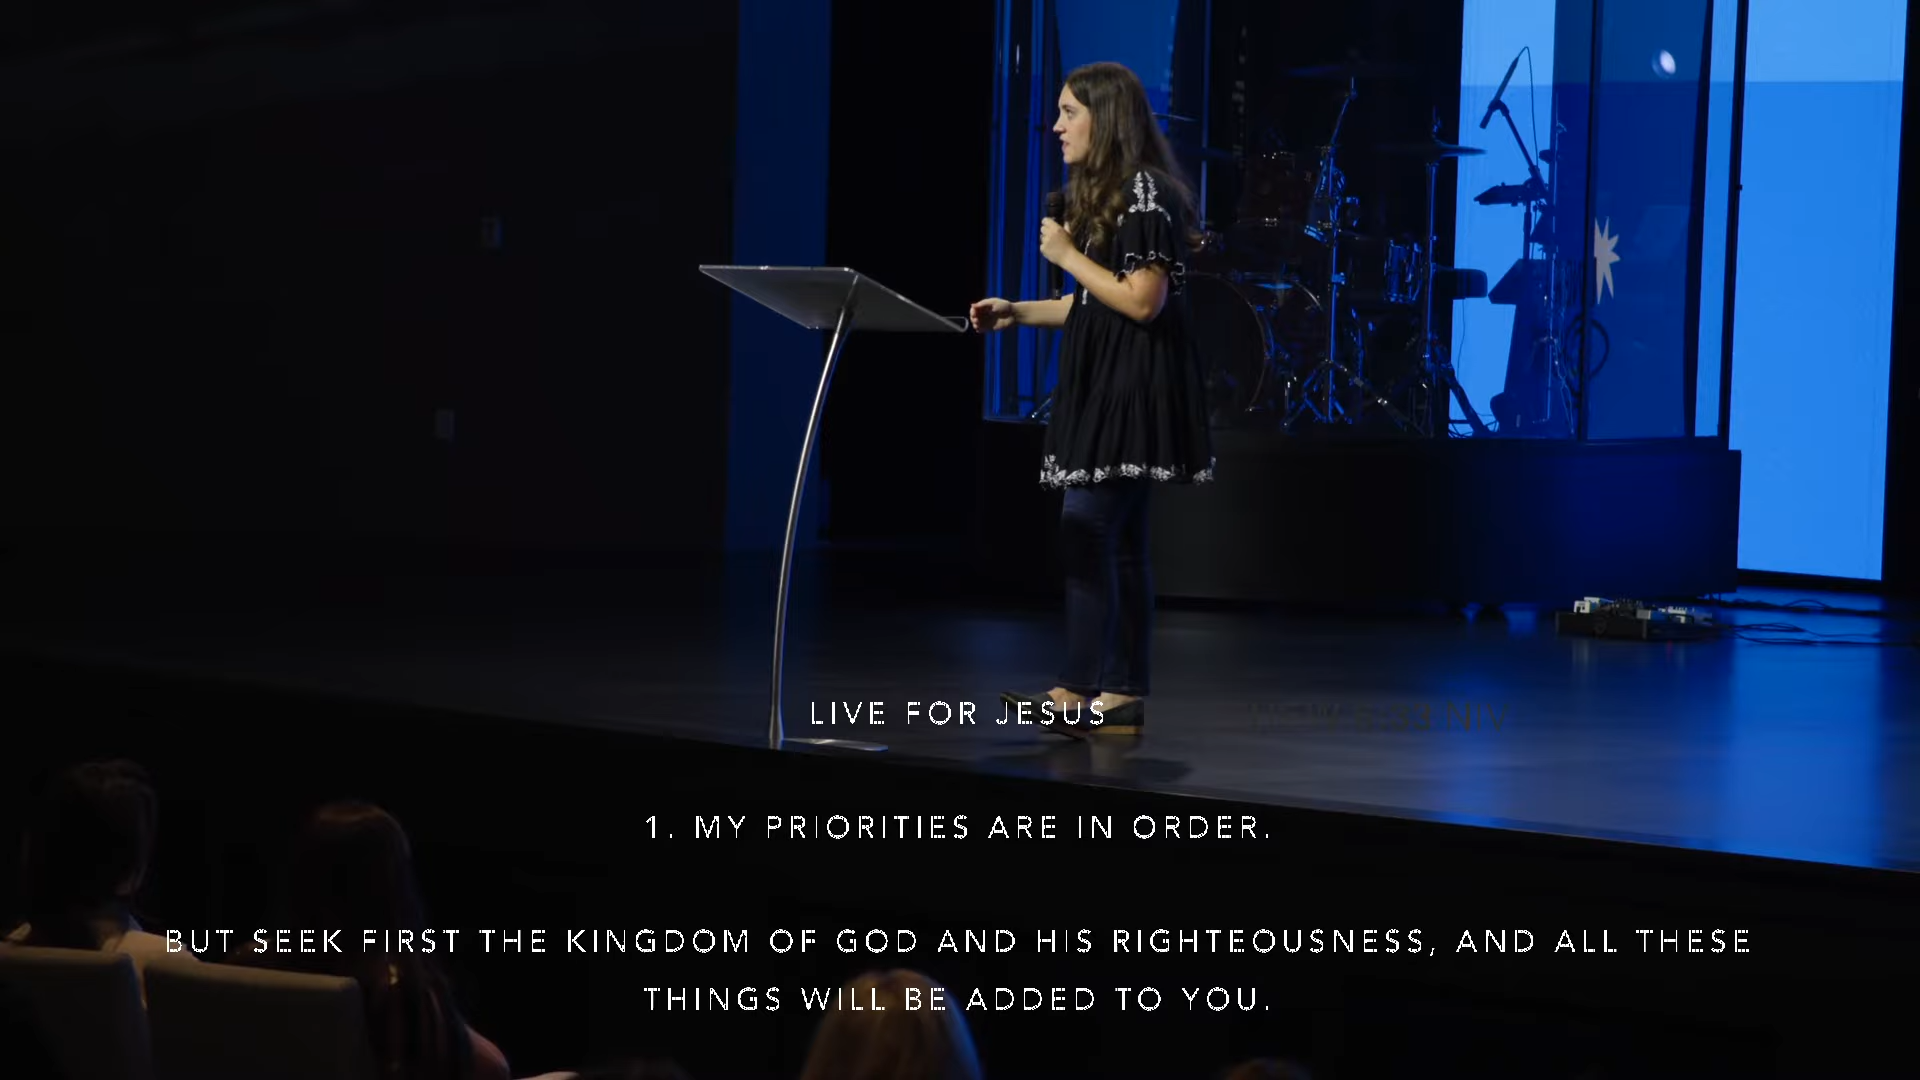 LIVE FOR JESUS
1. MY PRIORITIES ARE IN ORDER.
BUT SEEK FIRST THE KINGDOM OF GOD AND HIS RIGHTEOUSNESS, AND ALL THESE
THINGS WILL BE ADDED TO YOU.